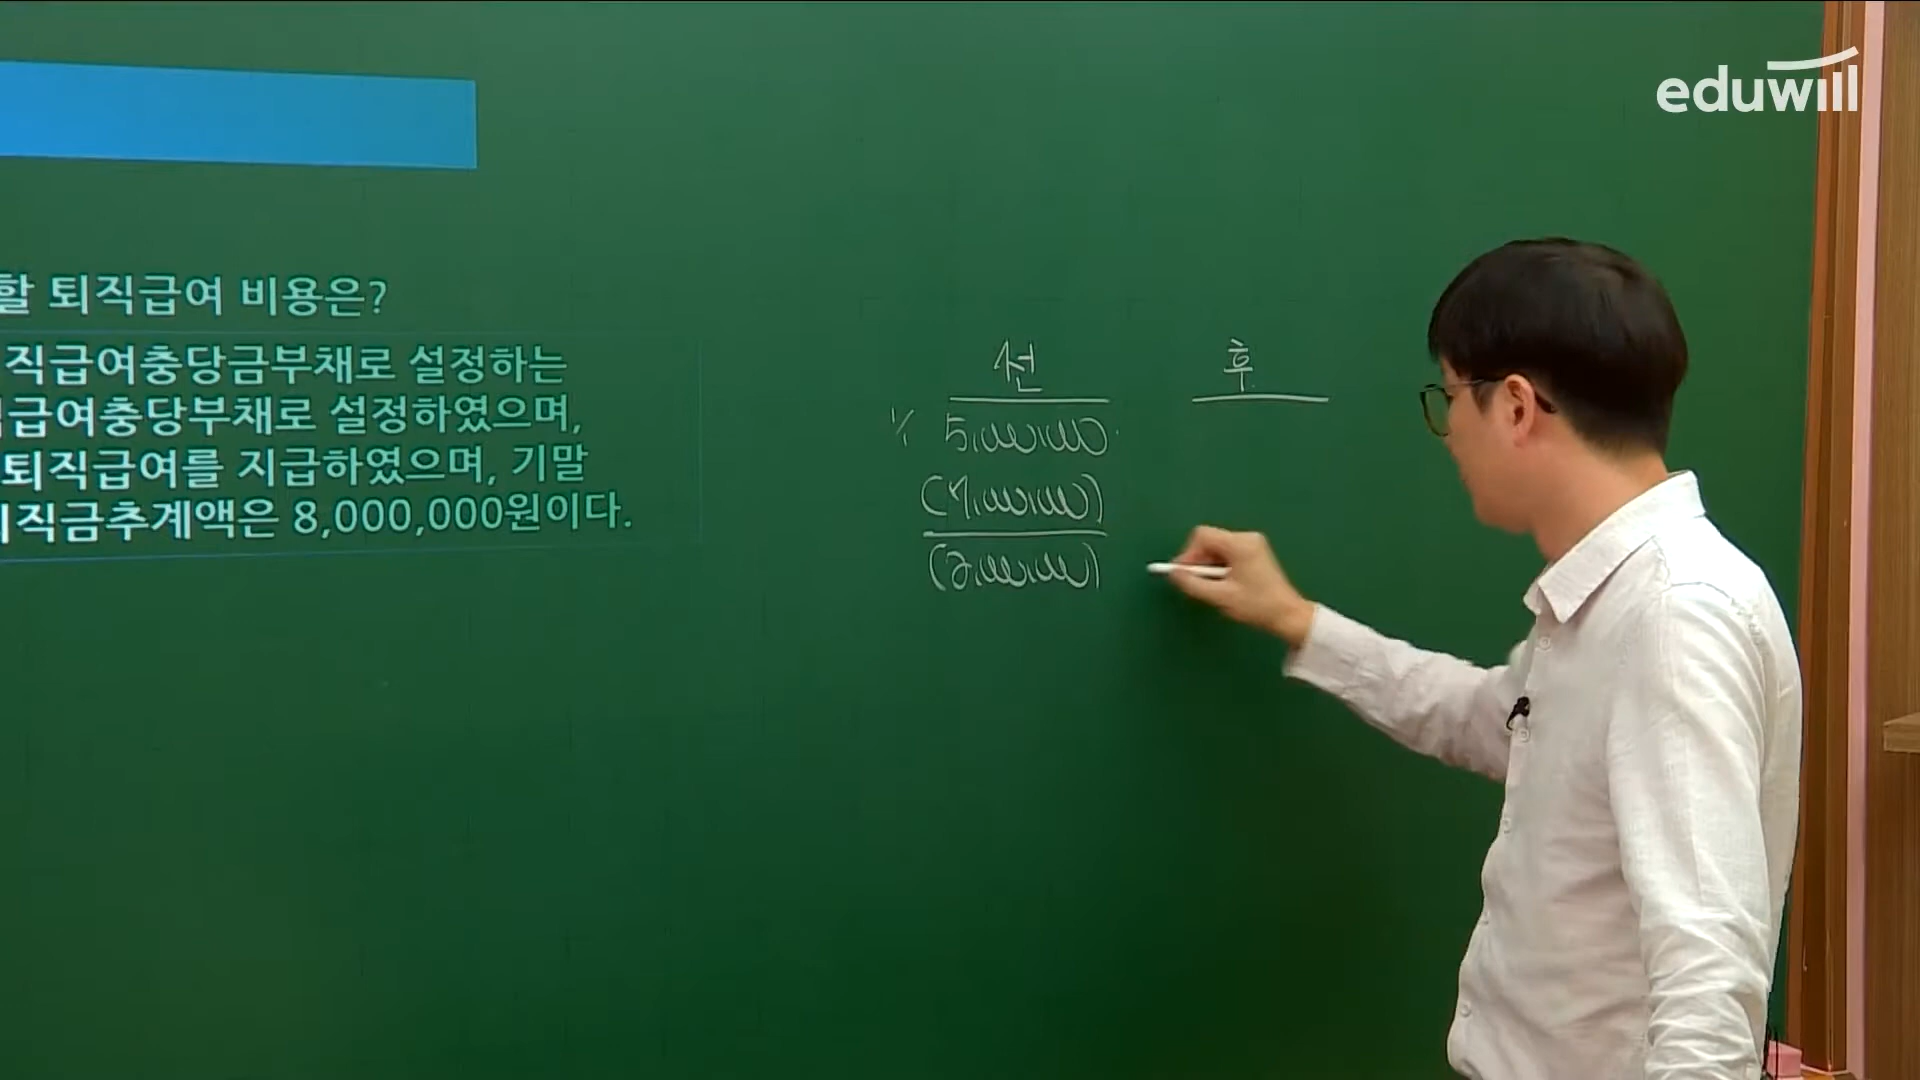 eduwill
할 퇴직급여 비용은?
직급여충당금부채로 설정하는
급여충당부채로 설정하였으며,
퇴직급여를 지급하였으며, 기말
직금추계액은 8,000,000원이다.
선 후
1/1 5,000,000
(7,000,000)
(2,000,000)